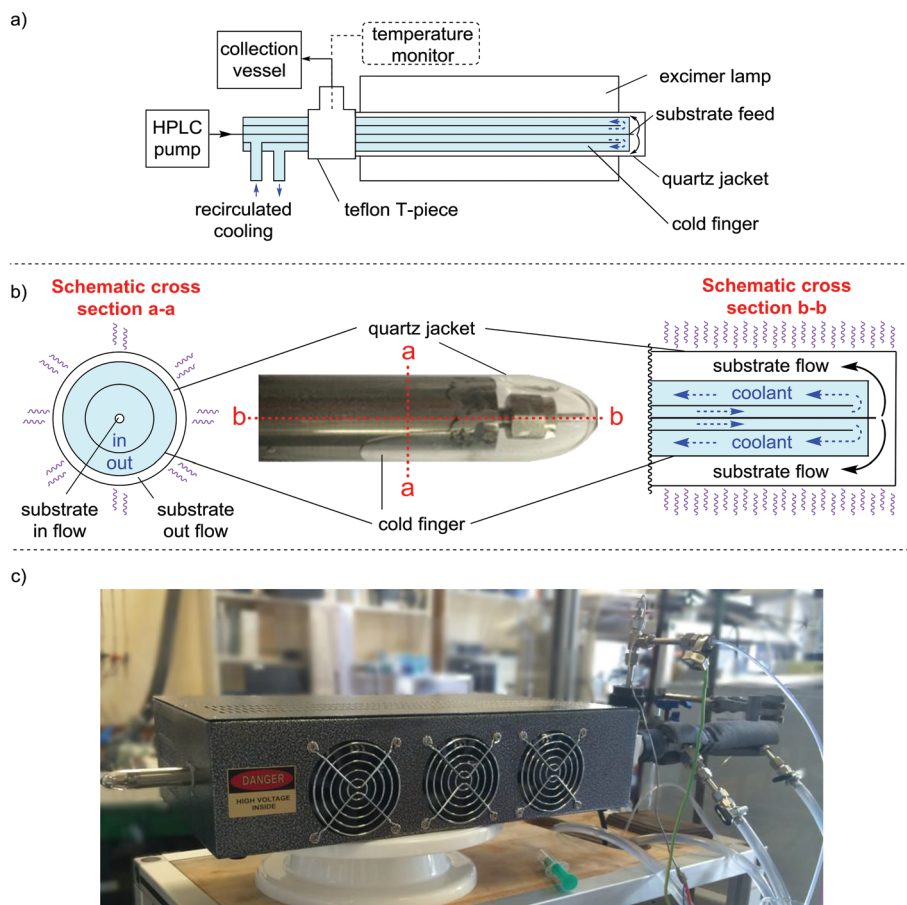 a)
temperature
monitor
collection
vessel
excimer lamp
HPLC
pump
substrate feed
quartz jacket
recirculated
cooling
teflon T-piece
cold finger
b)
Schematic cross
section a-a
Schematic cross
section b-b
quartz jacket
a
substrate flow
coolant
b
b
in
out
coolant
a
substrate flow
substrate
in flow
substrate
out flow
cold finger
c)
DANGER
HIGH VOLTAGE
INSIDE